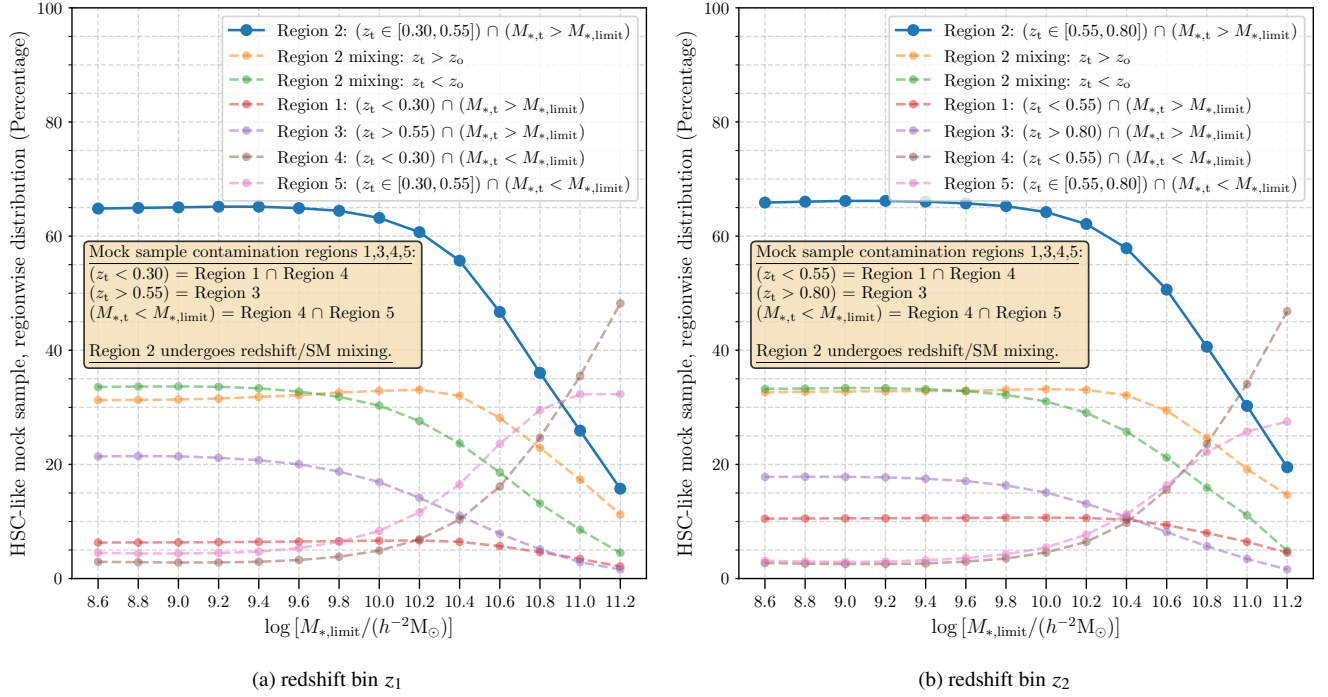 HSC-like mock sample, regionwise distribution (Percentage)
100
80
60
40
20
0
Region 2: (z_t ∈ [0.30, 0.55]) ∩ (M_{*,t} > M_{*,limit})
Region 2 mixing: z_t > z_o
Region 2 mixing: z_t < z_o
Region 1: (z_t < 0.30) ∩ (M_{*,t} > M_{*,limit})
Region 3: (z_t > 0.55) ∩ (M_{*,t} > M_{*,limit})
Region 4: (z_t < 0.30) ∩ (M_{*,t} < M_{*,limit})
Region 5: (z_t ∈ [0.30, 0.55]) ∩ (M_{*,t} < M_{*,limit})
Mock sample contamination regions 1,3,4,5:
(z_t < 0.30) = Region 1 ∩ Region 4
(z_t > 0.55) = Region 3
(M_{*,t} < M_{*,limit}) = Region 4 ∩ Region 5
Region 2 undergoes redshift/SM mixing.
8.6 8.8 9.0 9.2 9.4 9.6 9.8 10.0 10.2 10.4 10.6 10.8 11.0 11.2
log [M_{*,limit}/(h^{-2}M_⊙)]
(a) redshift bin z_1
HSC-like mock sample, regionwise distribution (Percentage)
100
80
60
40
20
0
Region 2: (z_t ∈ [0.55, 0.80]) ∩ (M_{*,t} > M_{*,limit})
Region 2 mixing: z_t > z_o
Region 2 mixing: z_t < z_o
Region 1: (z_t < 0.55) ∩ (M_{*,t} > M_{*,limit})
Region 3: (z_t > 0.80) ∩ (M_{*,t} > M_{*,limit})
Region 4: (z_t < 0.55) ∩ (M_{*,t} < M_{*,limit})
Region 5: (z_t ∈ [0.55, 0.80]) ∩ (M_{*,t} < M_{*,limit})
Mock sample contamination regions 1,3,4,5:
(z_t < 0.55) = Region 1 ∩ Region 4
(z_t > 0.80) = Region 3
(M_{*,t} < M_{*,limit}) = Region 4 ∩ Region 5
Region 2 undergoes redshift/SM mixing.
8.6 8.8 9.0 9.2 9.4 9.6 9.8 10.0 10.2 10.4 10.6 10.8 11.0 11.2
log [M_{*,limit}/(h^{-2}M_⊙)]
(b) redshift bin z_2